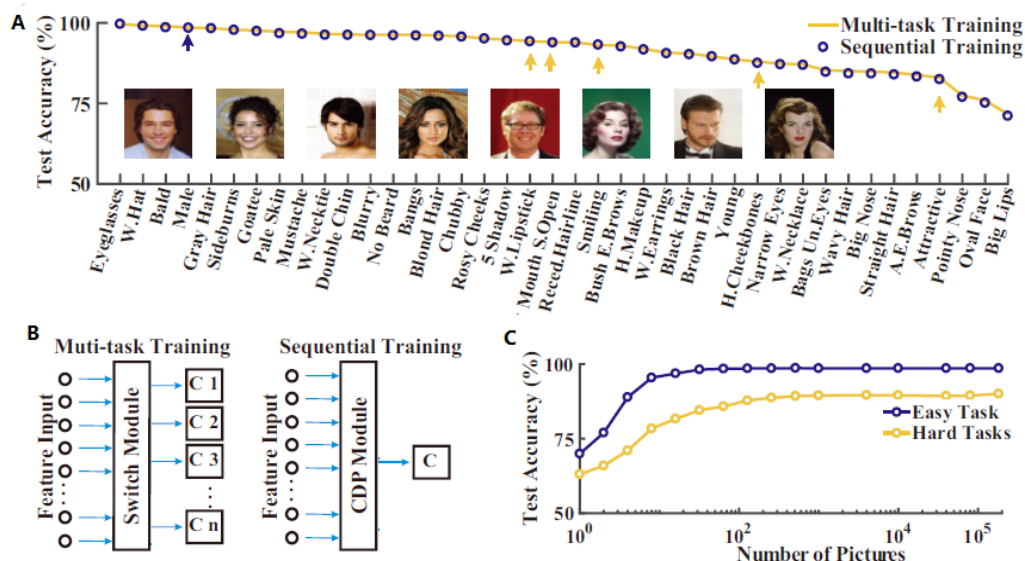 A
Test Accuracy (%)
100
75
50
Multi-task Training
Sequential Training
Eyeglasses
W.Hat
Bald
Male
Gray Hair
Sideburns
Goatee
Pale Skin
Mustache
W.Necktie
Double Chin
Blurry
No Beard
Bangs
Blond Hair
Chubby
Rosy Cheeks
5 Shadow
W.Lipstick
Mouth S.Open
Reced.Hairline
Smiling
Bush E.Brows
H.Makeup
W.Earrings
Black Hair
Brown Hair
Young
H.Cheekbones
Narrow Eyes
W.Necklace
Bags Un.Eyes
Wavy Hair
Big Nose
Straight Hair
A.E.Brows
Attractive
Pointy Nose
Oval Face
Big Lips
B
Muti-task Training
Feature Input
Switch Module
C 1
C 2
C 3
C n
Sequential Training
Feature Input
CDP Module
C
C
Test Accuracy (%)
100
75
50
Easy Task
Hard Tasks
10⁰
10²
10⁴
10⁵
Number of Pictures